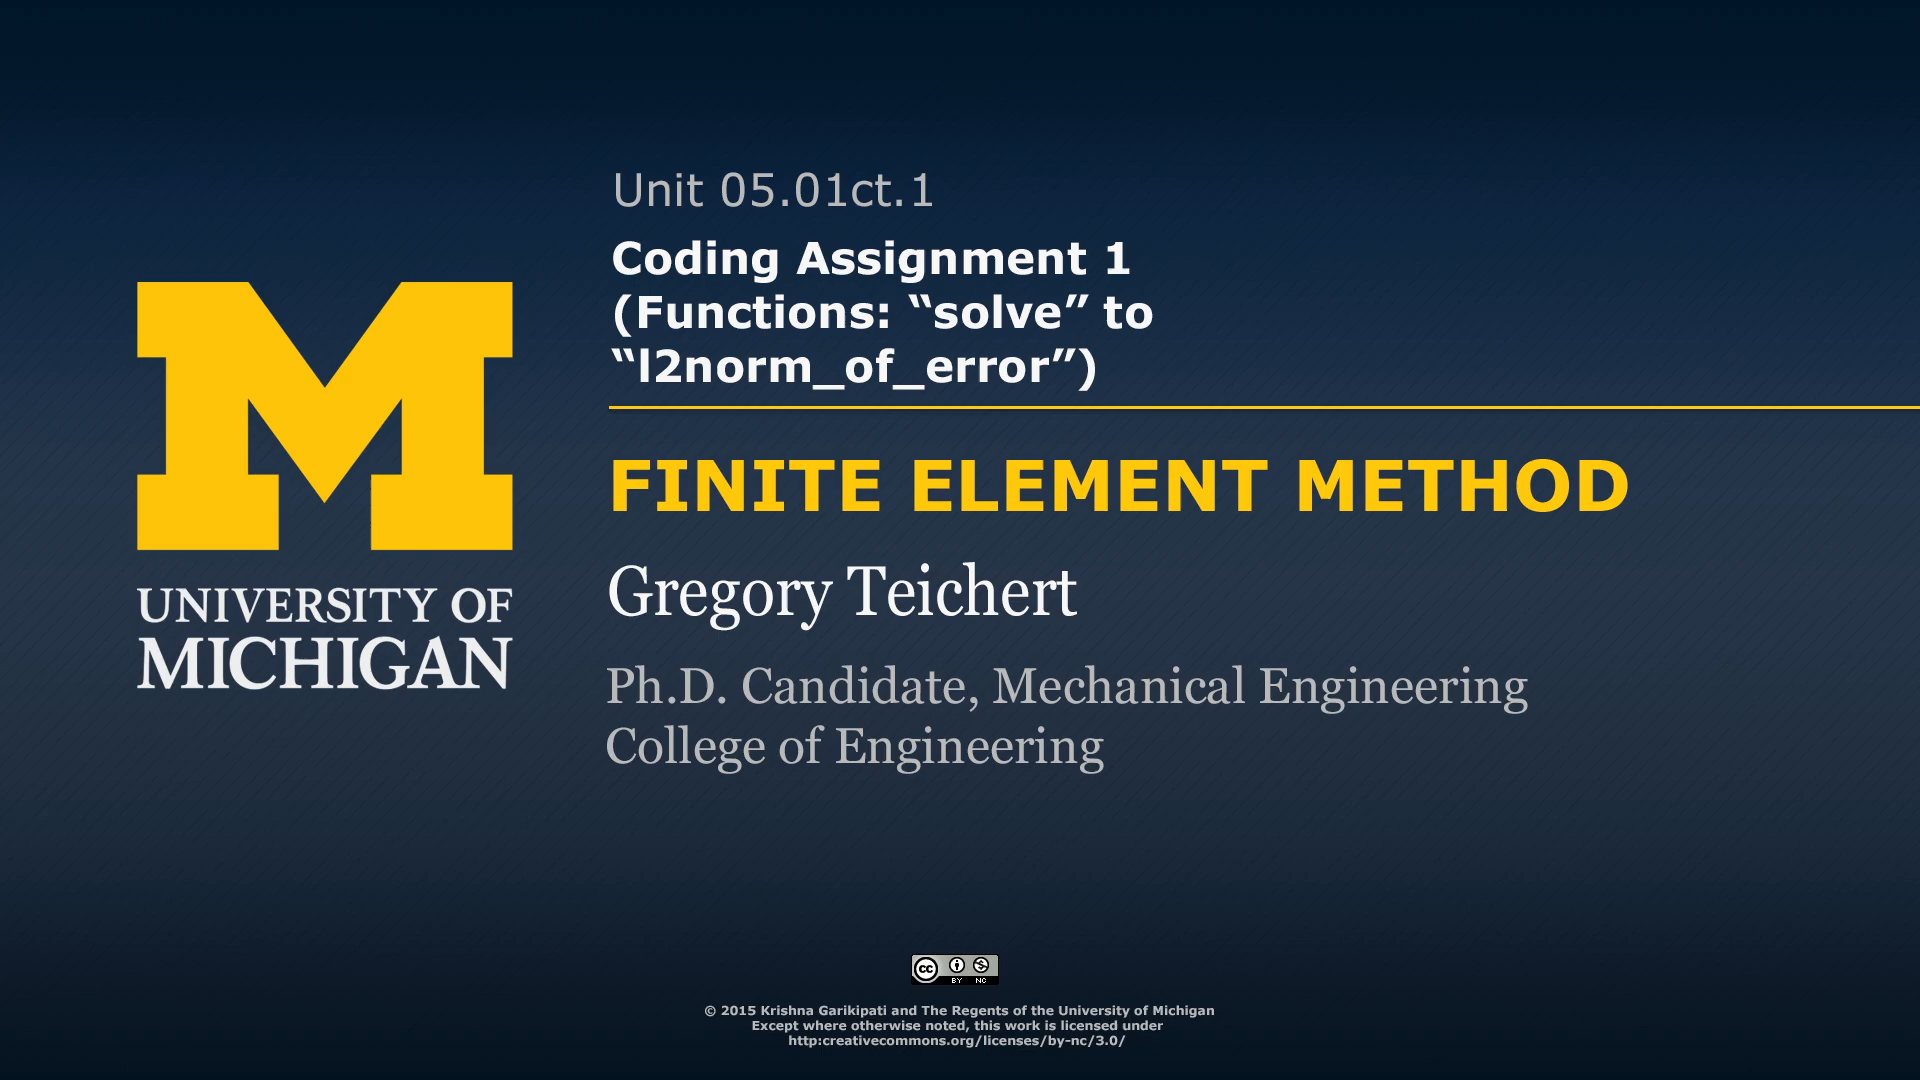 Unit 05.01ct.1
Coding Assignment 1
(Functions: “solve” to
“l2norm_of_error”)
FINITE ELEMENT METHOD
Gregory Teichert
Ph.D. Candidate, Mechanical Engineering
College of Engineering
M
UNIVERSITY OF
MICHIGAN
cc BY NC
© 2015 Krishna Garikipati and The Regents of the University of Michigan
Except where otherwise noted, this work is licensed under
http:creativecommons.org/licenses/by-nc/3.0/